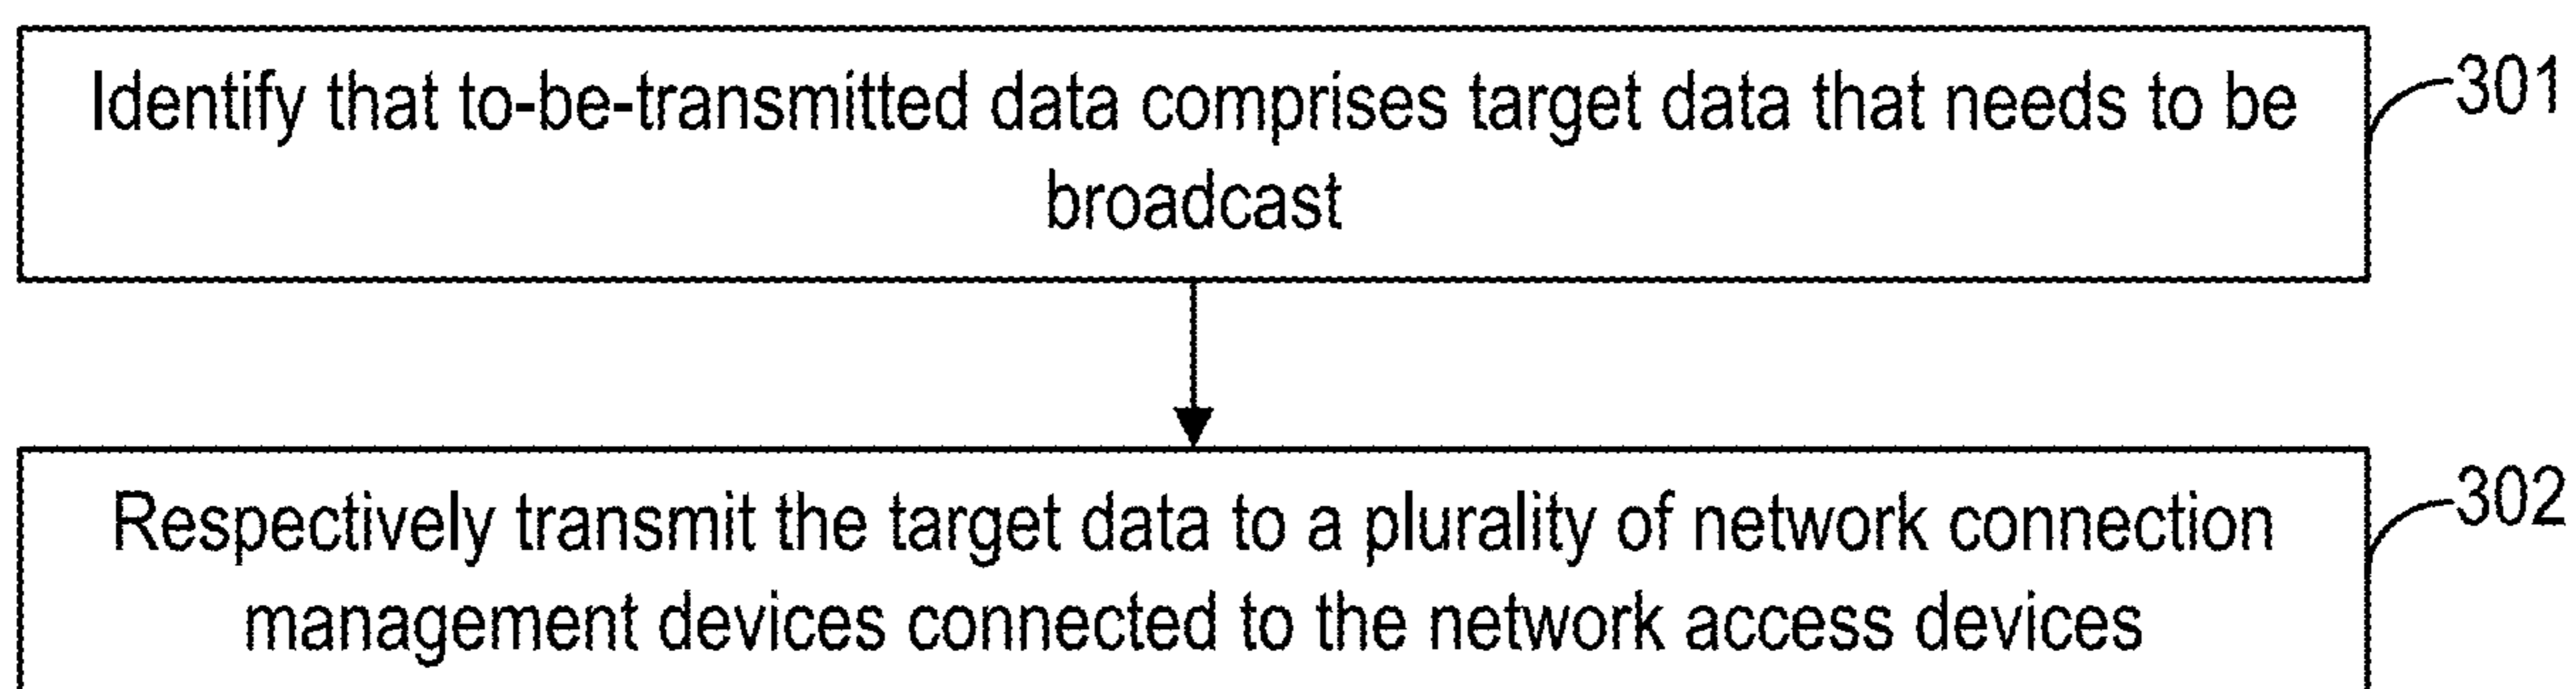 Identify that to-be-transmitted data comprises target data that needs to be
broadcast
301
Respectively transmit the target data to a plurality of network connection
management devices connected to the network access devices
302